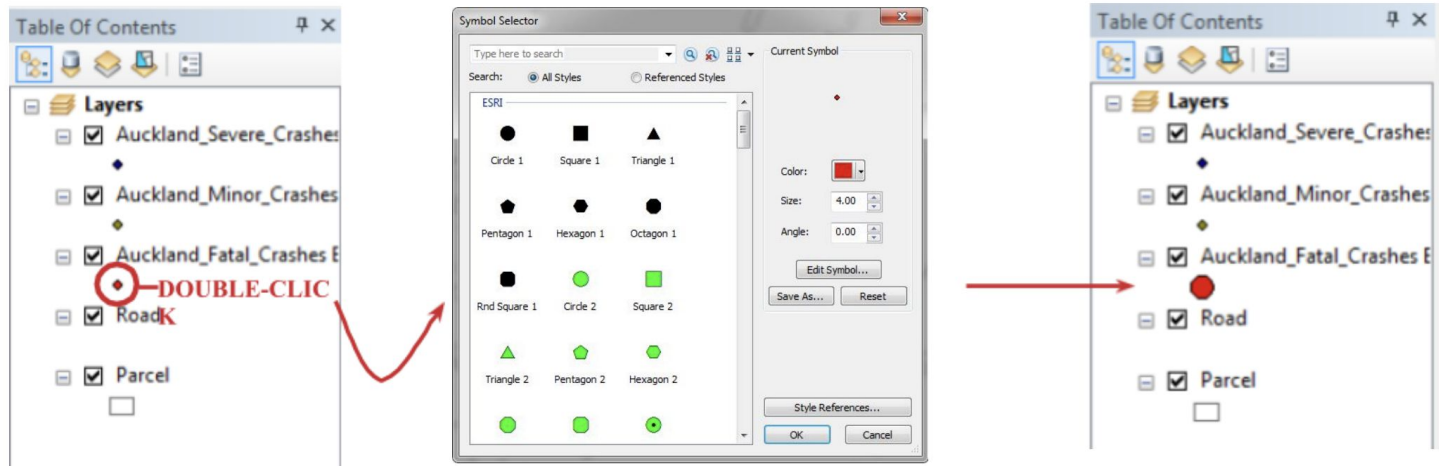 Table Of Contents
Layers
Auckland_Severe_Crashes
Auckland_Minor_Crashes
Auckland_Fatal_Crashes E
DOUBLE-CLIC
K
Road
Parcel
Symbol Selector
Type here to search
Search: All Styles Referenced Styles
ESRI
Circle 1 Square 1 Triangle 1
Pentagon 1 Hexagon 1 Octagon 1
Rnd Square 1 Circle 2 Square 2
Triangle 2 Pentagon 2 Hexagon 2
Current Symbol
Color:
Size: 4.00
Angle: 0.00
Edit Symbol...
Save As... Reset
Style References...
OK Cancel
Table Of Contents
Layers
Auckland_Severe_Crashes
Auckland_Minor_Crashes
Auckland_Fatal_Crashes E
Road
Parcel